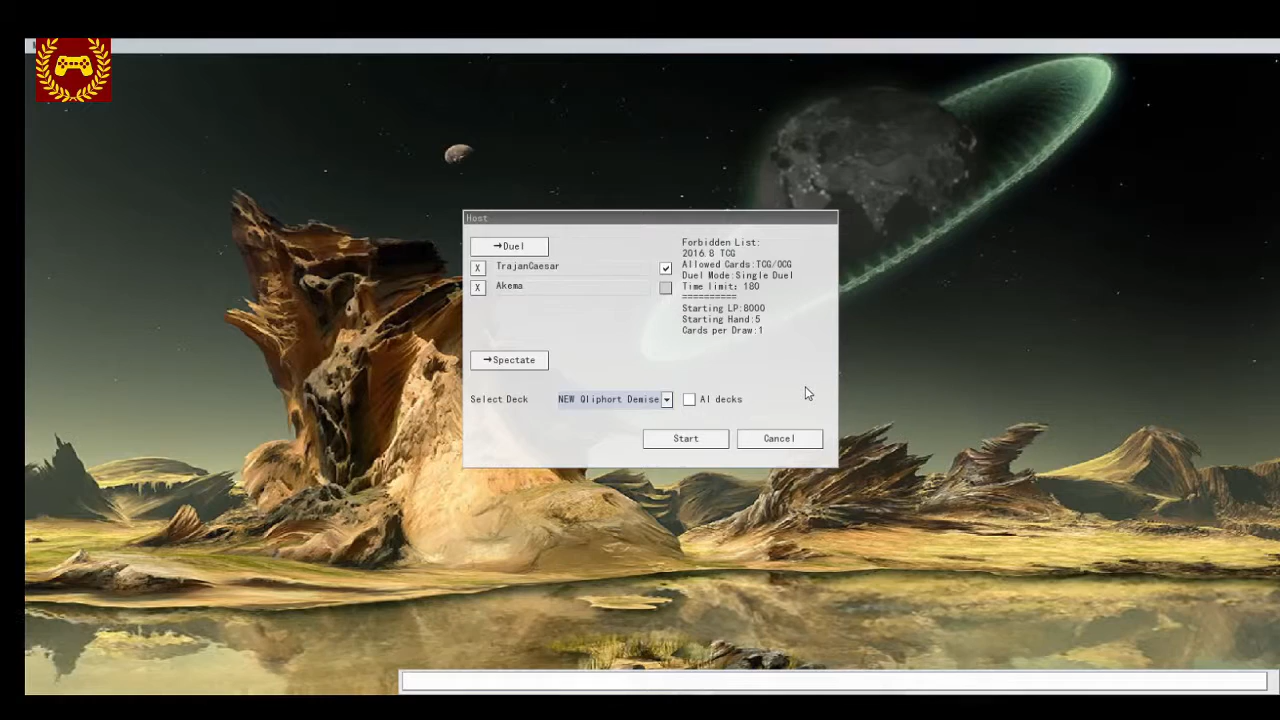 Host
→Duel
X TrajanCaesar
X Akema
Forbidden List:
2016.8 TCG
Allowed Cards:TCG/OCG
Duel Mode:Single Duel
Time limit: 180
==========
Starting LP:8000
Starting Hand:5
Cards per Draw:1
→Spectate
Select Deck NEW Qliphort Demise AI decks
Start Cancel